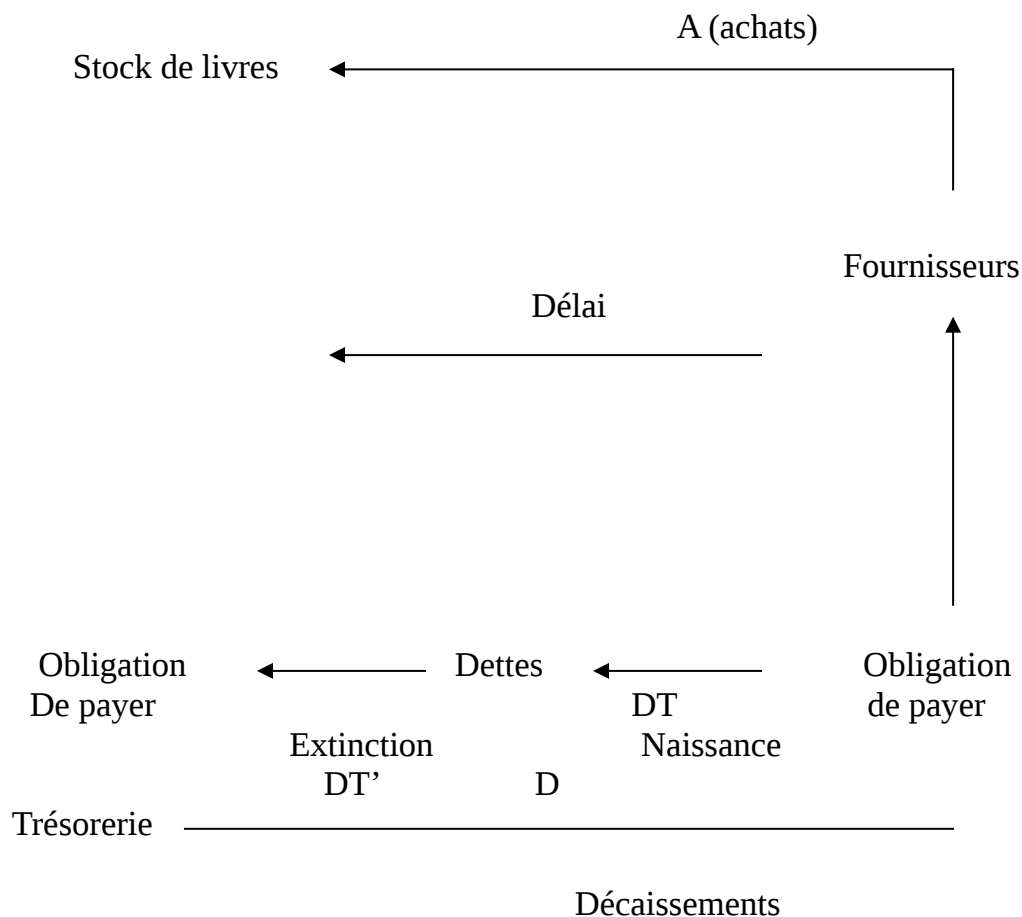 A (achats)
Stock de livres
Fournisseurs
Délai
Obligation Dettes Obligation
De payer DT de payer
Extinction Naissance
DT’ D
Trésorerie
Décaissements